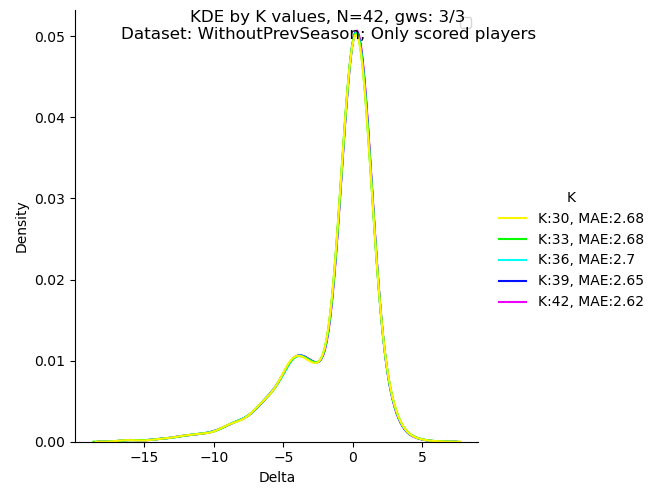 KDE by K values, N=42, gws: 3/3
Dataset: WithoutPrevSeason; Only scored players
0.05
0.04
0.03
0.02
0.01
0.00
Density
−15
−10
−5
0
5
Delta
K
K:30, MAE:2.68
K:33, MAE:2.68
K:36, MAE:2.7
K:39, MAE:2.65
K:42, MAE:2.62